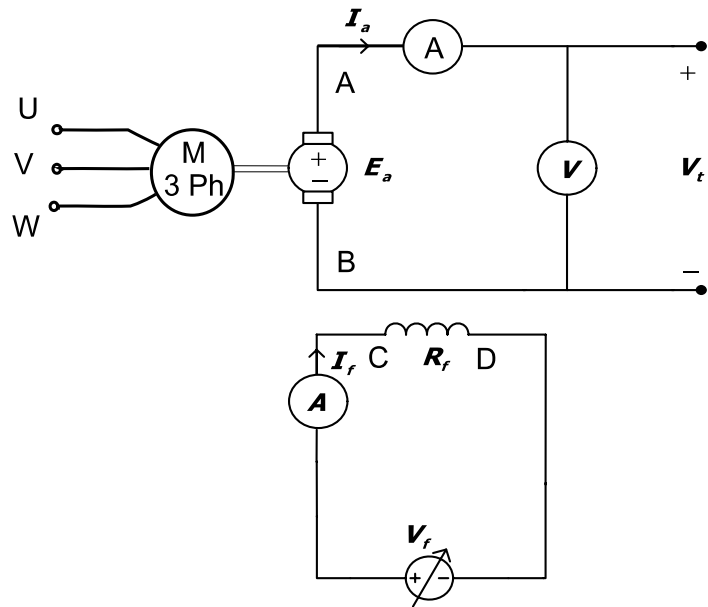 I_a
A
A
+
U
M
3 Ph
V
W
+
−
E_a
V
V_t
B
−
I_f
C
R_f
D
A
V_f
+ −